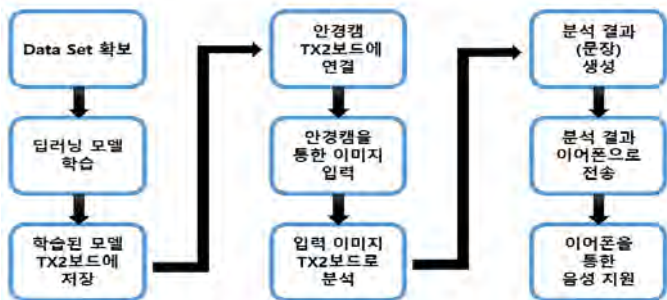 Data Set 확보
딥러닝 모델
학습
학습된 모델
TX2보드에
저장
안경캠
TX2보드에
연결
안경캠을
통한 이미지
입력
입력 이미지
TX2보드로
분석
분석 결과
(문장)
생성
분석 결과
이어폰으로
전송
이어폰을
통한
음성 지원